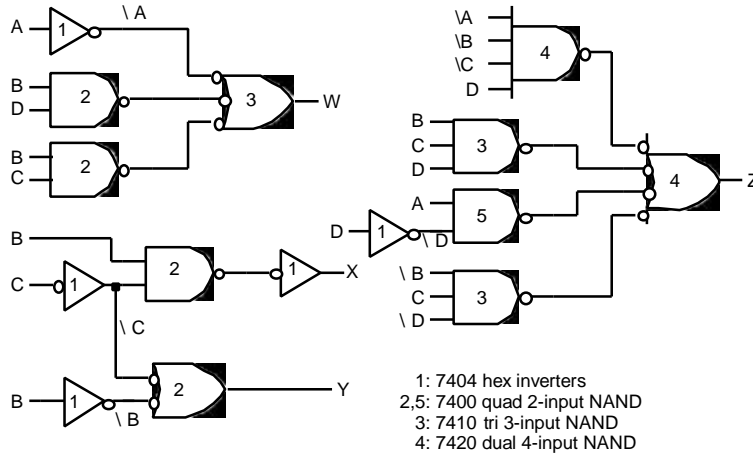 A
1
\ A
B
D
2
3
W
B
C
2
B
2
1
X
C
1
\ C
2
Y
B
1
\ B
\A
\B
\C
D
4
B
C
D
3
4
Z
A
5
D
1
\ D
\ B
C
\ D
3
1: 7404 hex inverters
2,5: 7400 quad 2-input NAND
3: 7410 tri 3-input NAND
4: 7420 dual 4-input NAND